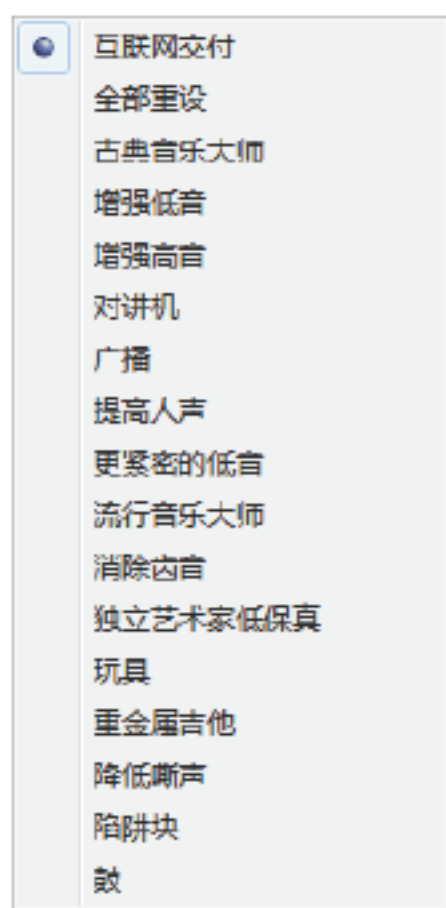 互联网交付
全部重设
古典音乐大师
增强低音
增强高音
对讲机
广播
提高人声
更紧密的低音
流行音乐大师
消除齿音
独立艺术家低保真
玩具
重金属吉他
降低嘶声
陷阱块
鼓